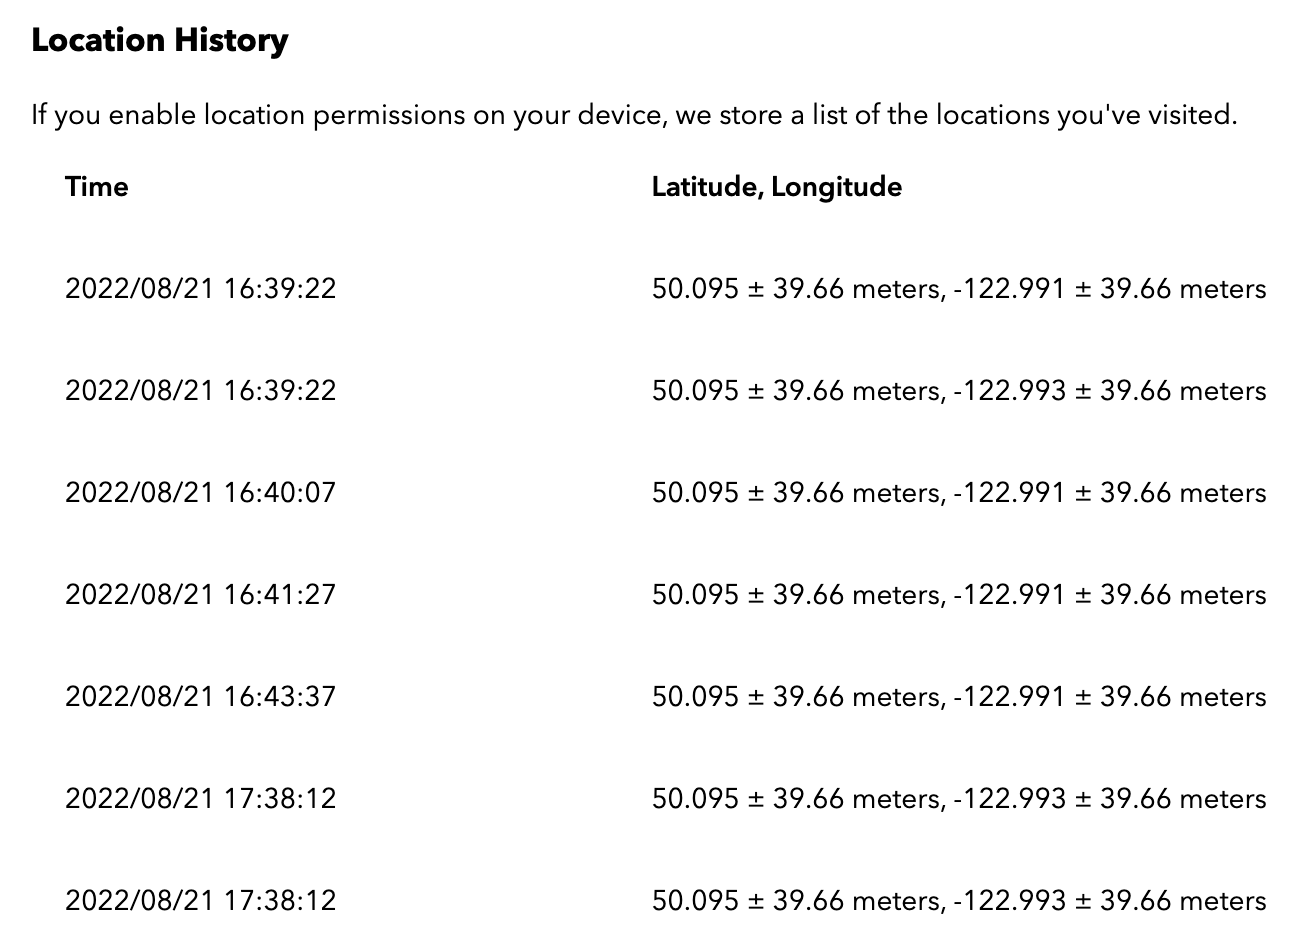 Location History
If you enable location permissions on your device, we store a list of the locations you've visited.
Time Latitude, Longitude
2022/08/21 16:39:22 50.095 ± 39.66 meters, -122.991 ± 39.66 meters
2022/08/21 16:39:22 50.095 ± 39.66 meters, -122.993 ± 39.66 meters
2022/08/21 16:40:07 50.095 ± 39.66 meters, -122.991 ± 39.66 meters
2022/08/21 16:41:27 50.095 ± 39.66 meters, -122.991 ± 39.66 meters
2022/08/21 16:43:37 50.095 ± 39.66 meters, -122.991 ± 39.66 meters
2022/08/21 17:38:12 50.095 ± 39.66 meters, -122.993 ± 39.66 meters
2022/08/21 17:38:12 50.095 ± 39.66 meters, -122.993 ± 39.66 meters